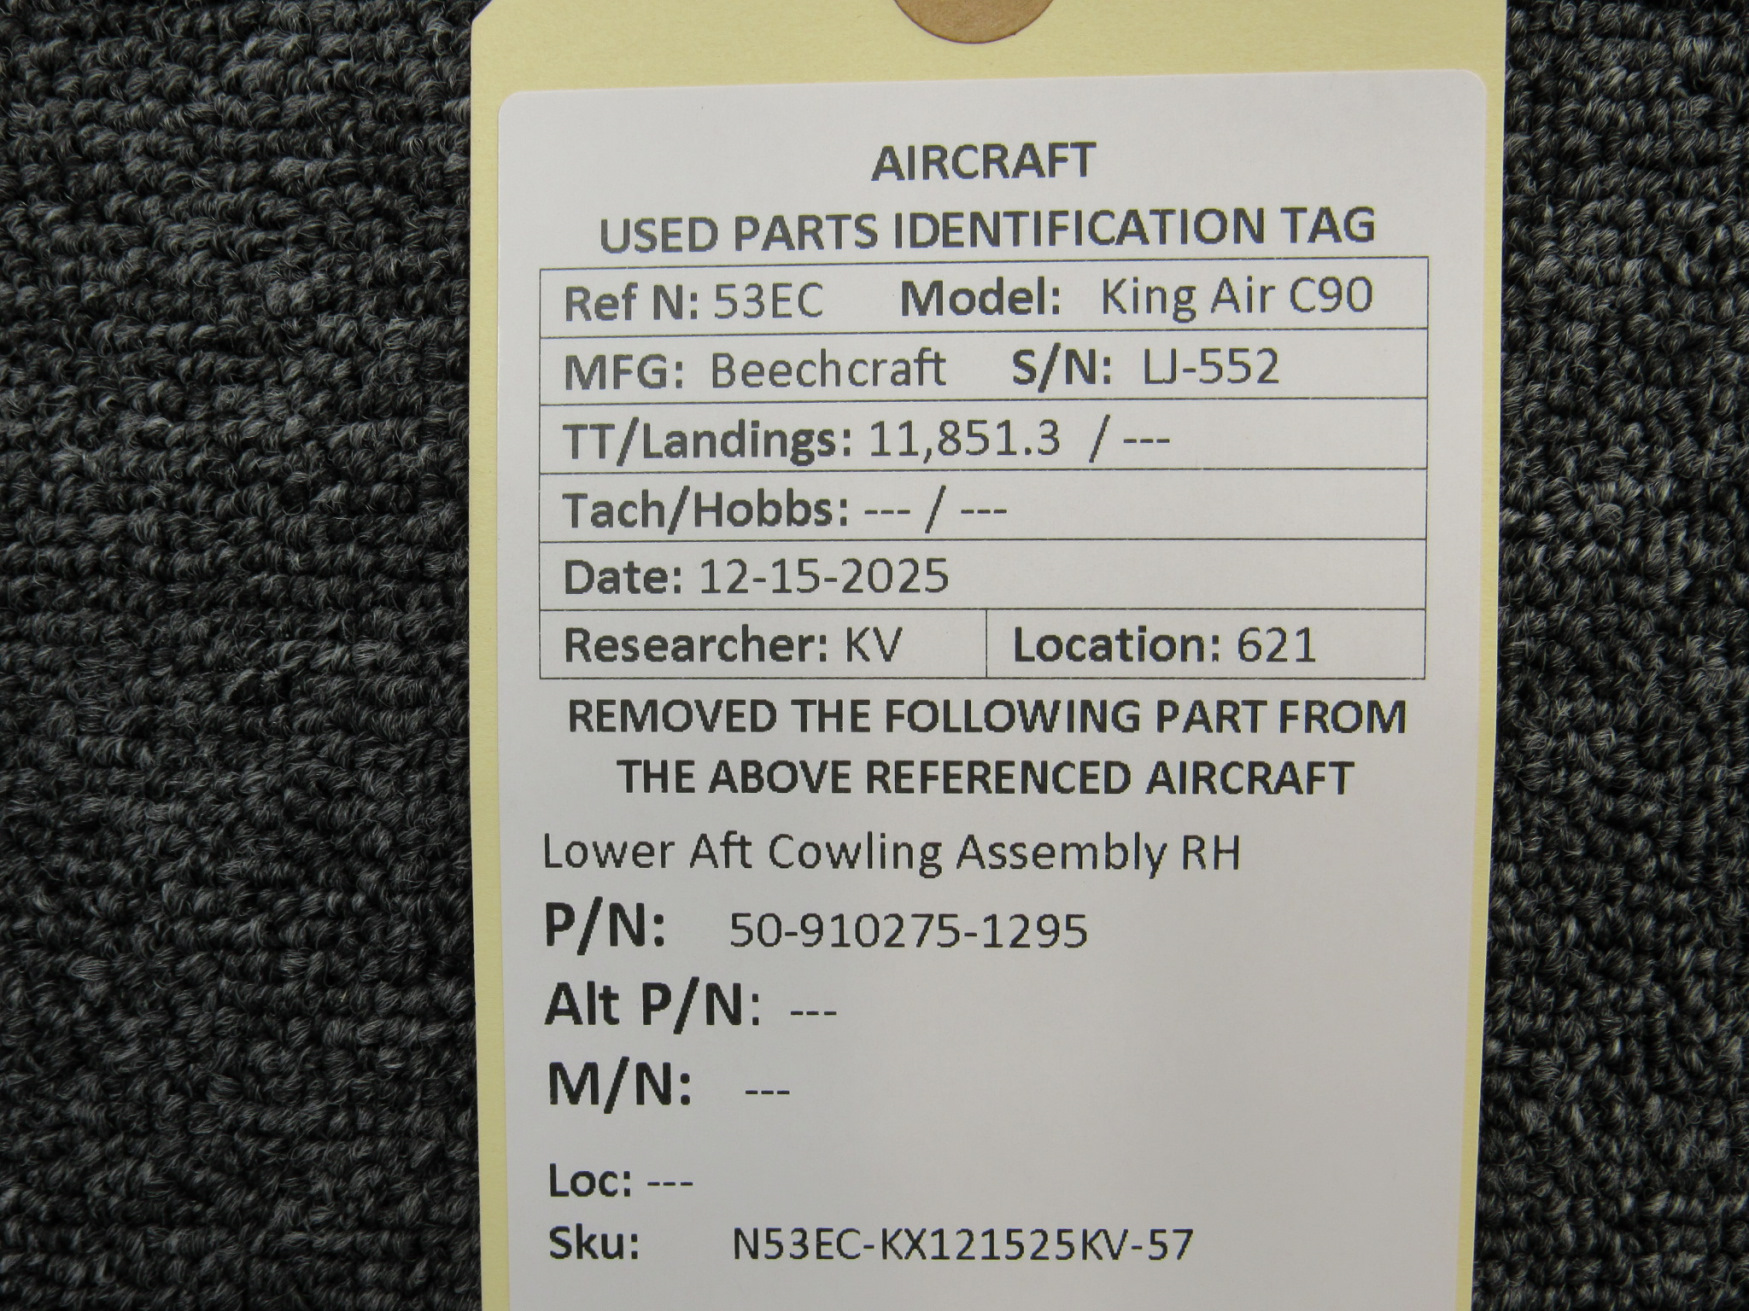 AIRCRAFT
USED PARTS IDENTIFICATION TAG
Ref N: 53EC Model: King Air C90
MFG: Beechcraft S/N: LJ-552
TT/Landings: 11,851.3 / ---
Tach/Hobbs: --- / ---
Date: 12-15-2025
Researcher: KV Location: 621
REMOVED THE FOLLOWING PART FROM
THE ABOVE REFERENCED AIRCRAFT
Lower Aft Cowling Assembly RH
P/N: 50-910275-1295
Alt P/N: ---
M/N: ---
Loc: ---
Sku: N53EC-KX121525KV-57